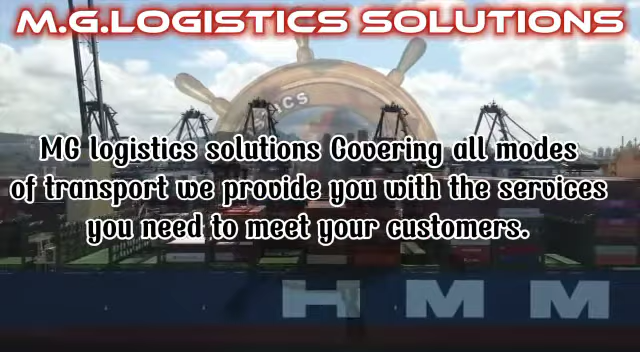 M.G.LOGISTICS SOLUTIONS
MG logistics solutions Covering all modes
of transport we provide you with the services
you need to meet your customers.
HMM